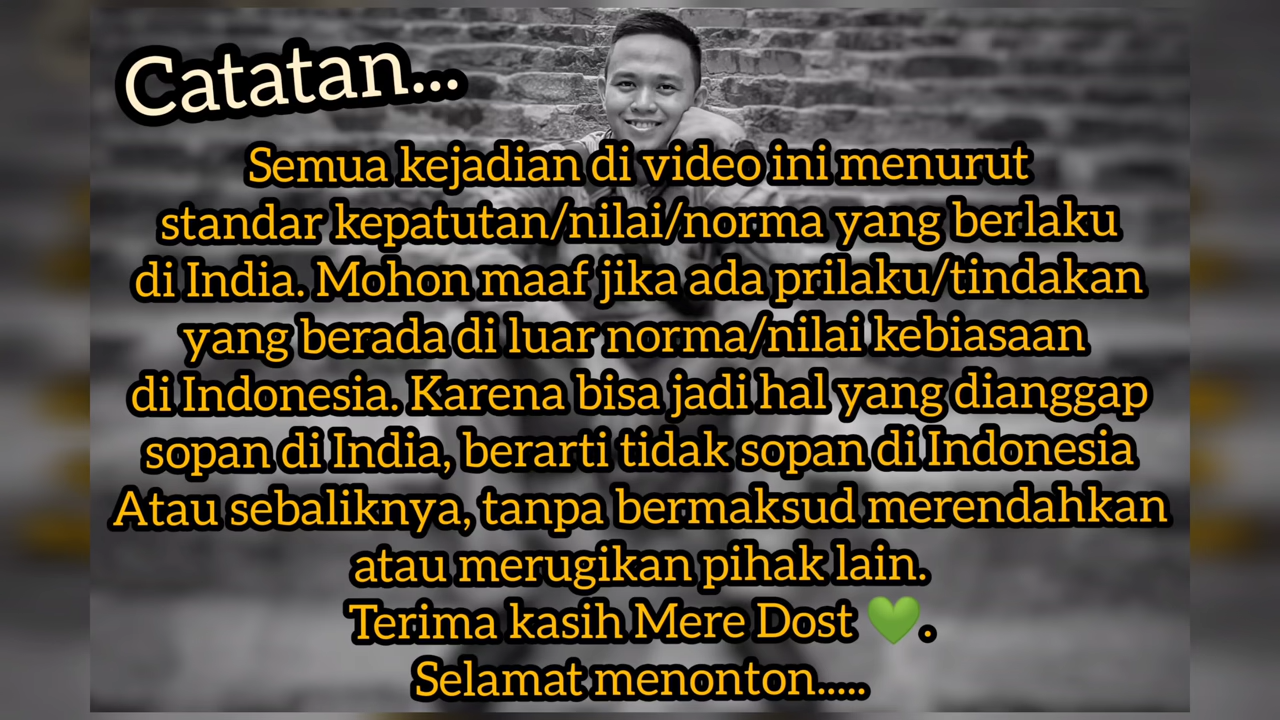 Catatan...
Semua kejadian di video ini menurut
standar kepatutan/nilai/norma yang berlaku
di India. Mohon maaf jika ada prilaku/tindakan
yang berada di luar norma/nilai kebiasaan
di Indonesia. Karena bisa jadi hal yang dianggap
sopan di India, berarti tidak sopan di Indonesia
Atau sebaliknya, tanpa bermaksud merendahkan
atau merugikan pihak lain.
Terima kasih Mere Dost 💚.
Selamat menonton.....